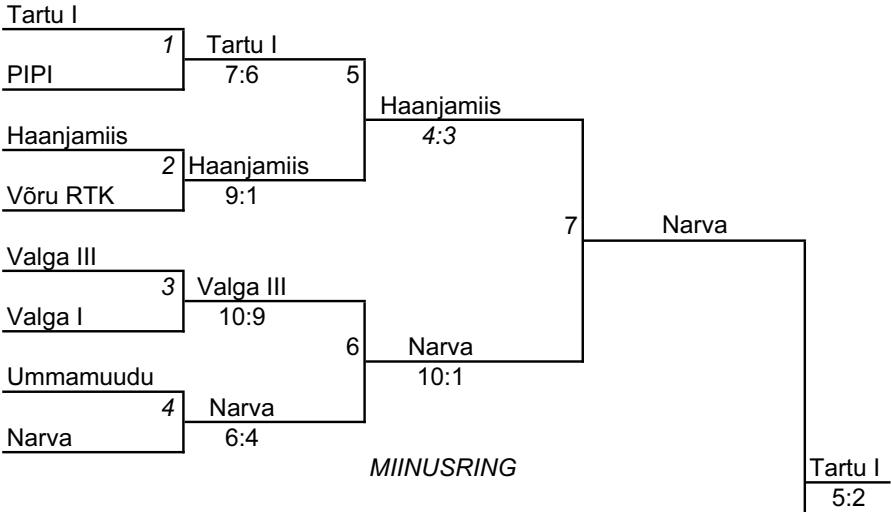 Tartu I
1 Tartu I
PIPI 7:6 5
Haanjamiis
Haanjamiis 4:3
2 Haanjamiis
Võru RTK 9:1
7 Narva
Valga III
3 Valga III
Valga I 10:9
6 Narva
Ummamuudu 10:1
4 Narva
Narva 6:4
MIINUSRING Tartu I
5:2